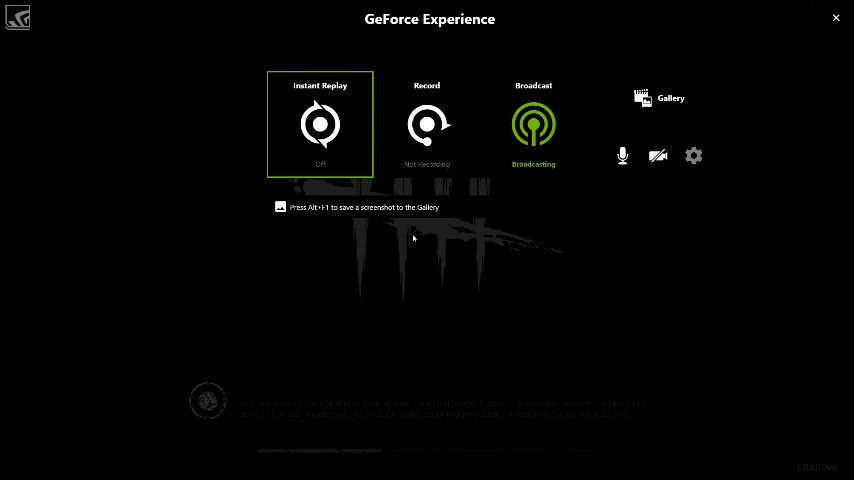 GeForce Experience
Instant Replay
Record
Broadcast
Gallery
Off
Not Recording
Broadcasting
Press Alt+F1 to save a screenshot to the Gallery
LOADING